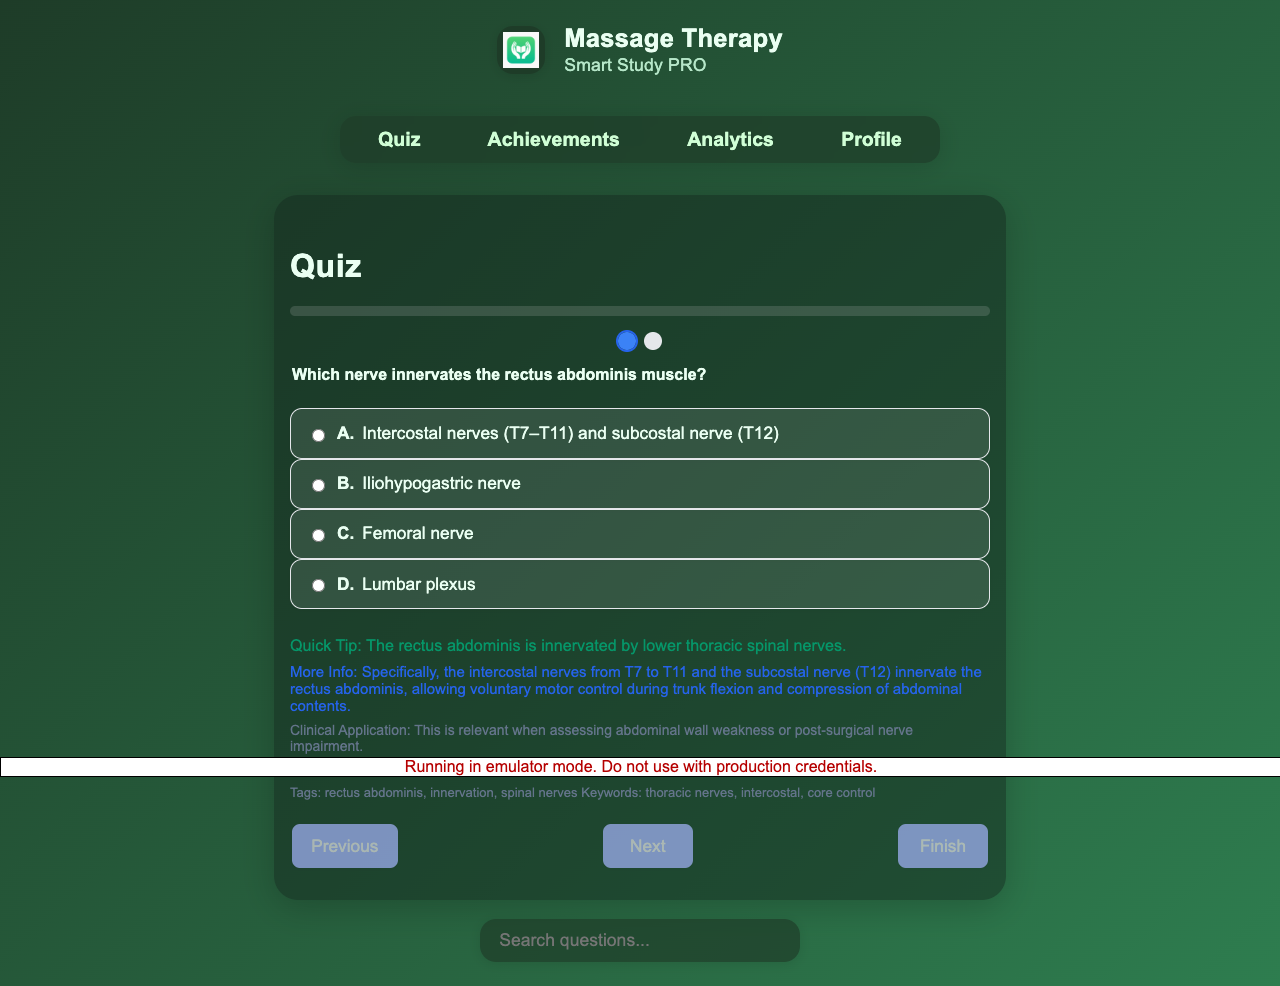 Massage Therapy
Smart Study PRO
Quiz
Achievements
Analytics
Profile
Quiz
Which nerve innervates the rectus abdominis muscle?
A. Intercostal nerves (T7–T11) and subcostal nerve (T12)
B. Iliohypogastric nerve
C. Femoral nerve
D. Lumbar plexus
Quick Tip: The rectus abdominis is innervated by lower thoracic spinal nerves.
More Info: Specifically, the intercostal nerves from T7 to T11 and the subcostal nerve (T12) innervate the
rectus abdominis, allowing voluntary motor control during trunk flexion and compression of abdominal
contents.
Clinical Application: This is relevant when assessing abdominal wall weakness or post-surgical nerve
impairment.
Running in emulator mode. Do not use with production credentials.
Tags: rectus abdominis, innervation, spinal nerves Keywords: thoracic nerves, intercostal, core control
Previous
Next
Finish
Search questions...